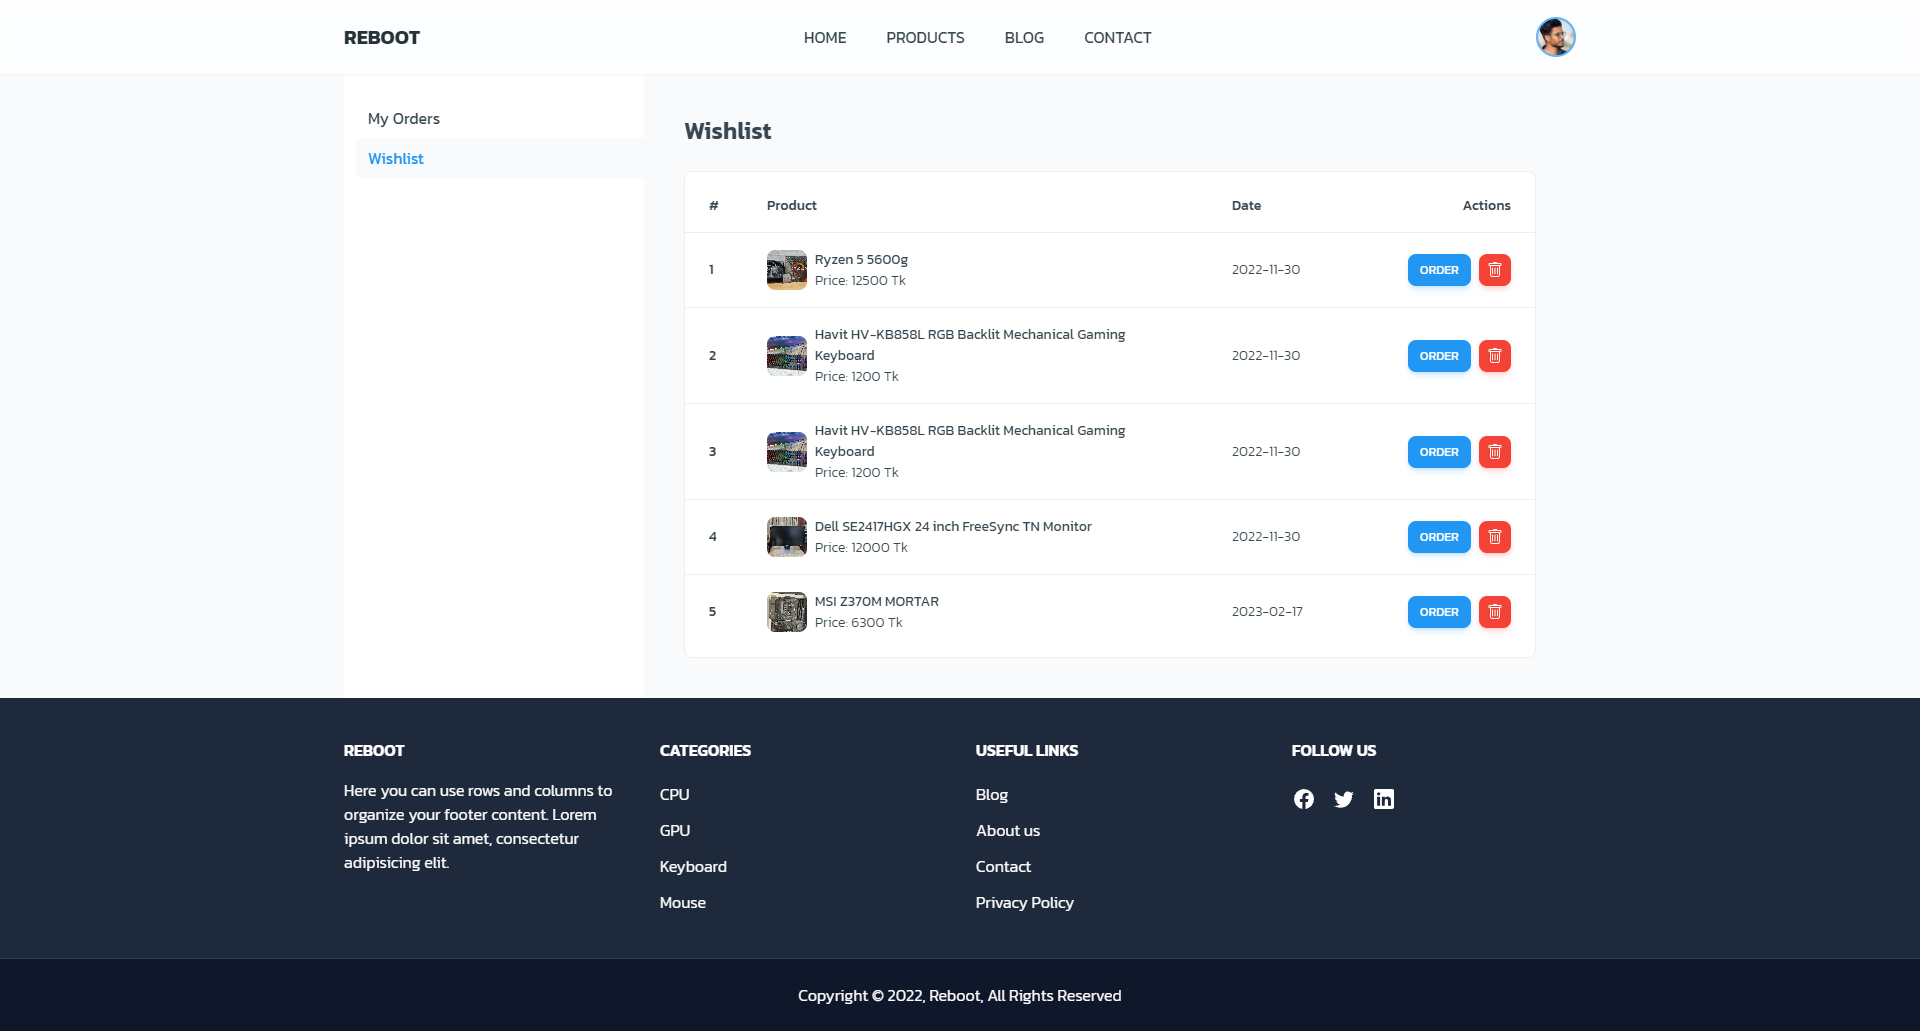 REBOOT
HOME PRODUCTS BLOG CONTACT
My Orders
Wishlist
Wishlist
# Product Date Actions
1 Ryzen 5 5600g 2022-11-30 ORDER
Price: 12500 Tk
Havit HV-KB858L RGB Backlit Mechanical Gaming
2 Keyboard 2022-11-30 ORDER
Price: 1200 Tk
Havit HV-KB858L RGB Backlit Mechanical Gaming
3 Keyboard 2022-11-30 ORDER
Price: 1200 Tk
4 Dell SE2417HGX 24 inch FreeSync TN Monitor 2022-11-30 ORDER
Price: 12000 Tk
5 MSI Z370M MORTAR 2023-02-17 ORDER
Price: 6300 Tk
REBOOT
Here you can use rows and columns to
organize your footer content. Lorem
ipsum dolor sit amet, consectetur
adipisicing elit.
CATEGORIES
CPU
GPU
Keyboard
Mouse
USEFUL LINKS
Blog
About us
Contact
Privacy Policy
FOLLOW US
Copyright © 2022, Reboot, All Rights Reserved